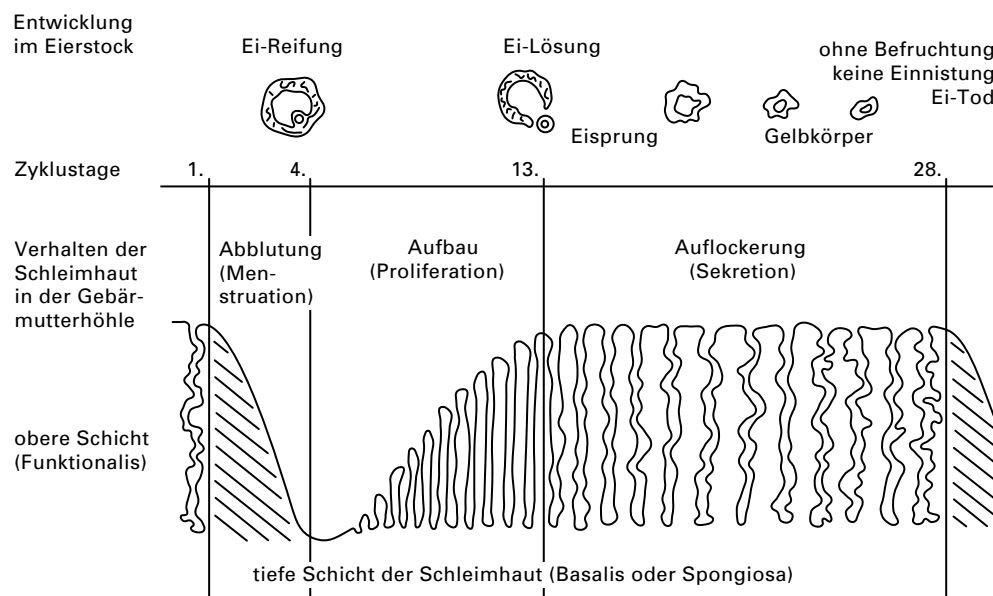 Entwicklung
im Eierstock
Ei-Reifung
Ei-Lösung
ohne Befruchtung
keine Einnistung
Ei-Tod
Eisprung
Gelbkörper
Zyklustage
1.
4.
13.
28.
Verhalten der
Schleimhaut
in der Gebär-
mutterhöhle
Abblutung
(Men-
struation)
Aufbau
(Proliferation)
Auflockerung
(Sekretion)
obere Schicht
(Funktionalis)
tiefe Schicht der Schleimhaut (Basalis oder Spongiosa)